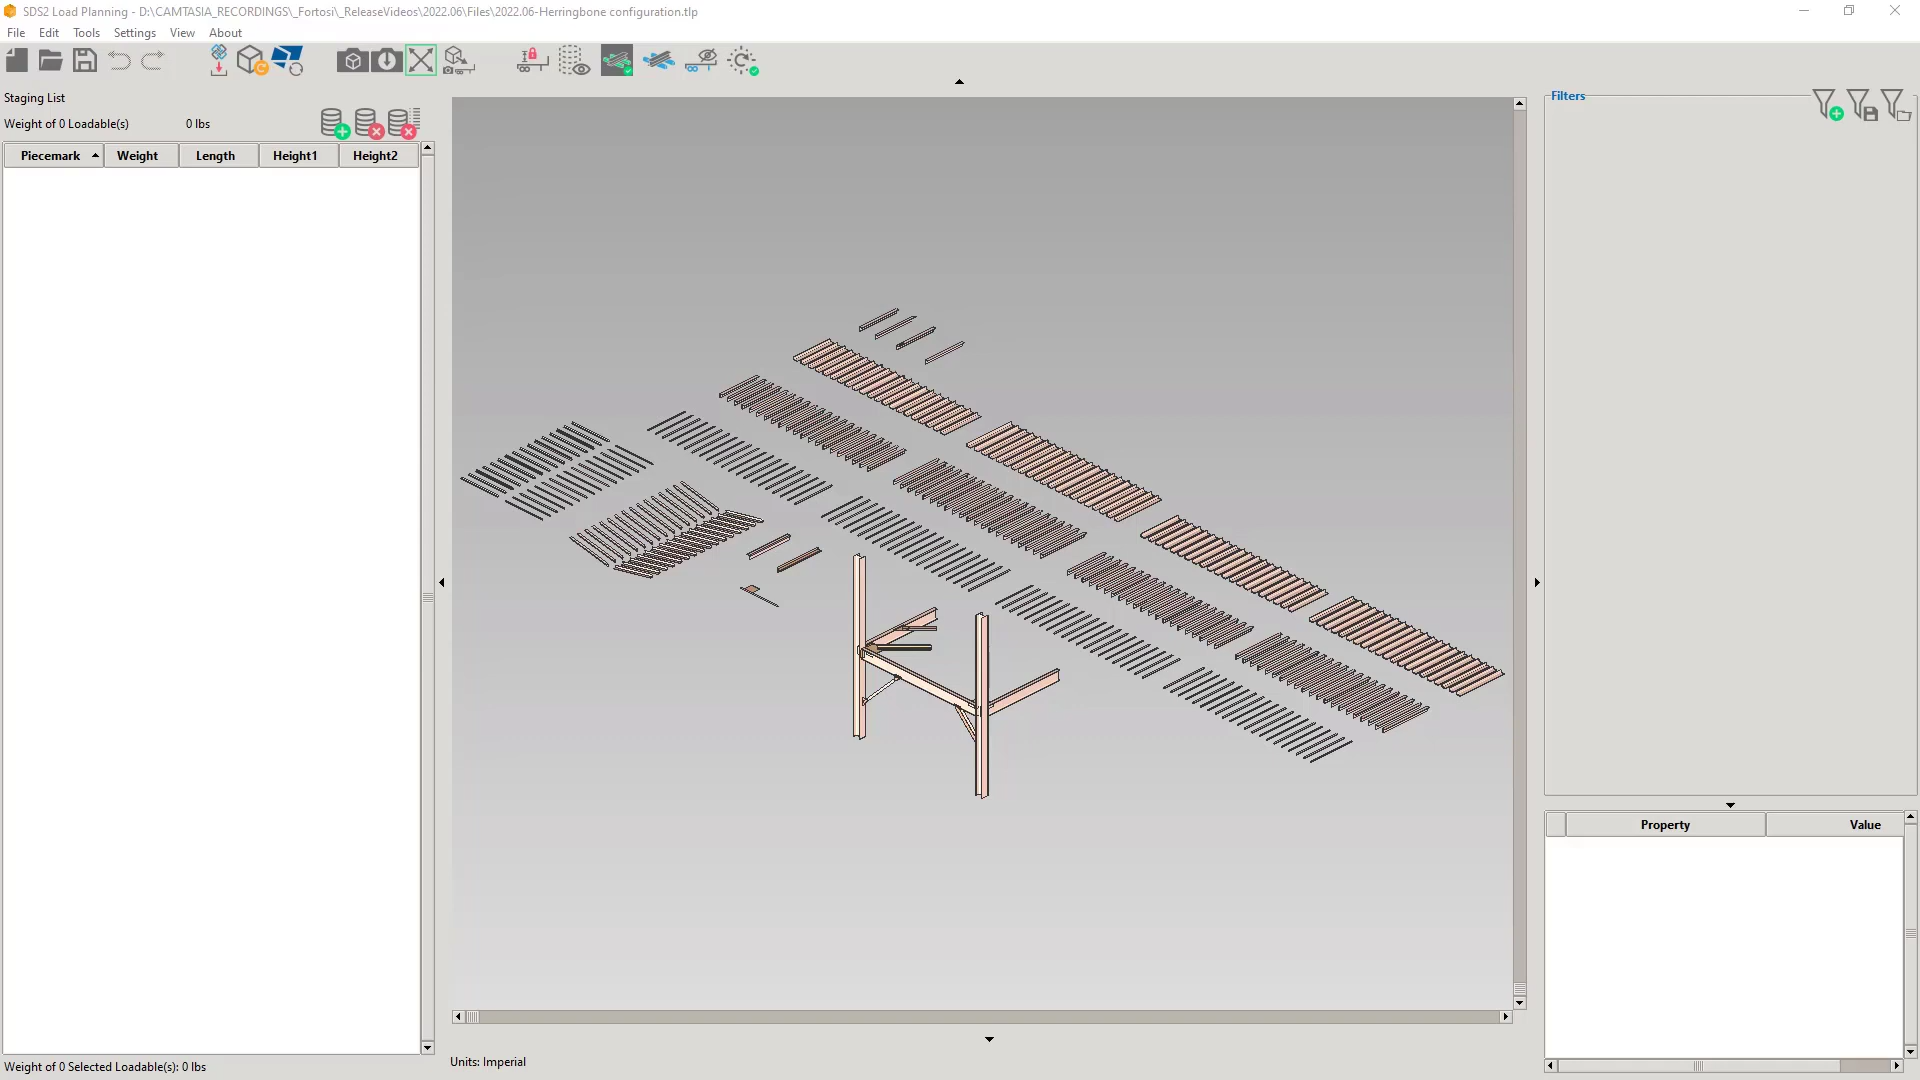 SDS2 Load Planning - D:\CAMTASIA_RECORDINGS\_Fortosi\_ReleaseVideos\2022.06\Files\2022.06-Herringbone configuration.tlp
File Edit Tools Settings View About
Staging List
Weight of 0 Loadable(s) 0 lbs
Piecemark Weight Length Height1 Height2
Filters
Property Value
Weight of 0 Selected Loadable(s): 0 lbs
Units: Imperial